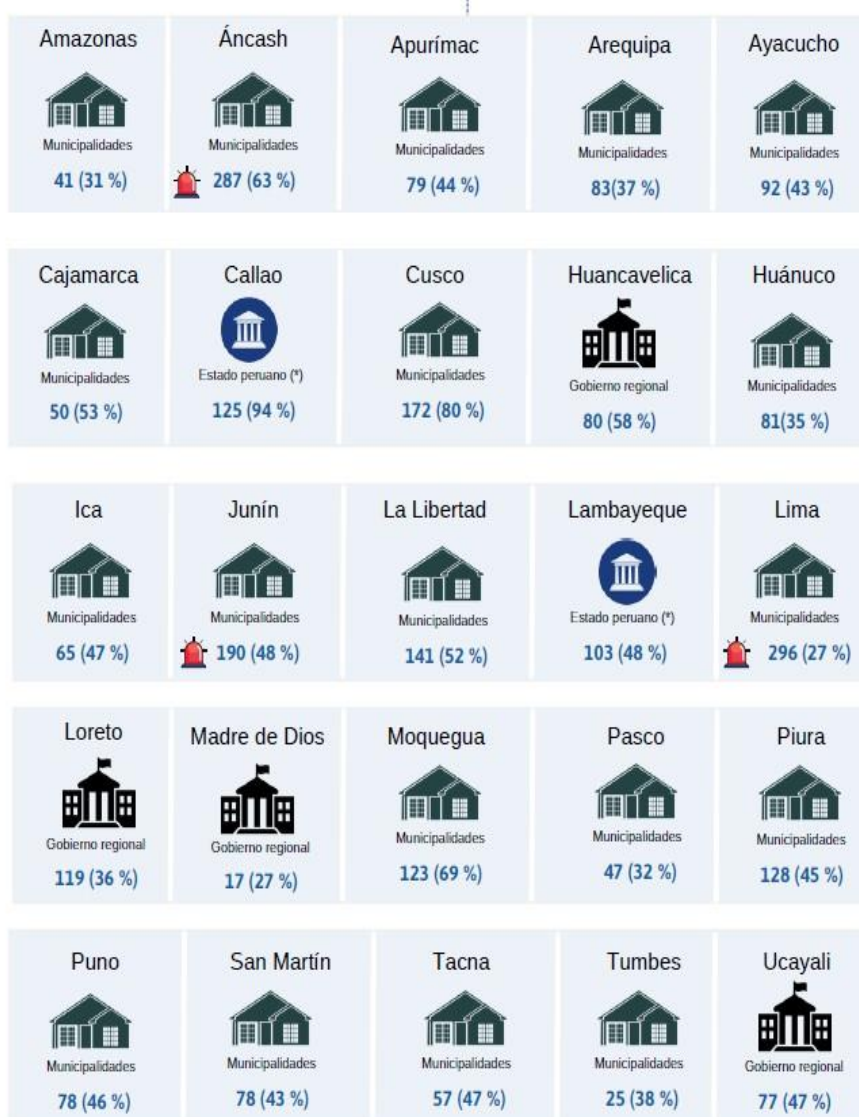 Amazonas
Municipalidades
41 (31 %)
Áncash
Municipalidades
287 (63 %)
Apurímac
Municipalidades
79 (44 %)
Arequipa
Municipalidades
83(37 %)
Ayacucho
Municipalidades
92 (43 %)
Cajamarca
Municipalidades
50 (53 %)
Callao
Estado peruano (*)
125 (94 %)
Cusco
Municipalidades
172 (80 %)
Huancavelica
Gobierno regional
80 (58 %)
Huánuco
Municipalidades
81(35 %)
Ica
Municipalidades
65 (47 %)
Junín
Municipalidades
190 (48 %)
La Libertad
Municipalidades
141 (52 %)
Lambayeque
Estado peruano (*)
103 (48 %)
Lima
Municipalidades
296 (27 %)
Loreto
Gobierno regional
119 (36 %)
Madre de Dios
Gobierno regional
17 (27 %)
Moquegua
Municipalidades
123 (69 %)
Pasco
Municipalidades
47 (32 %)
Piura
Municipalidades
128 (45 %)
Puno
Municipalidades
78 (46 %)
San Martín
Municipalidades
78 (43 %)
Tacna
Municipalidades
57 (47 %)
Tumbes
Municipalidades
25 (38 %)
Ucayali
Gobierno regional
77 (47 %)